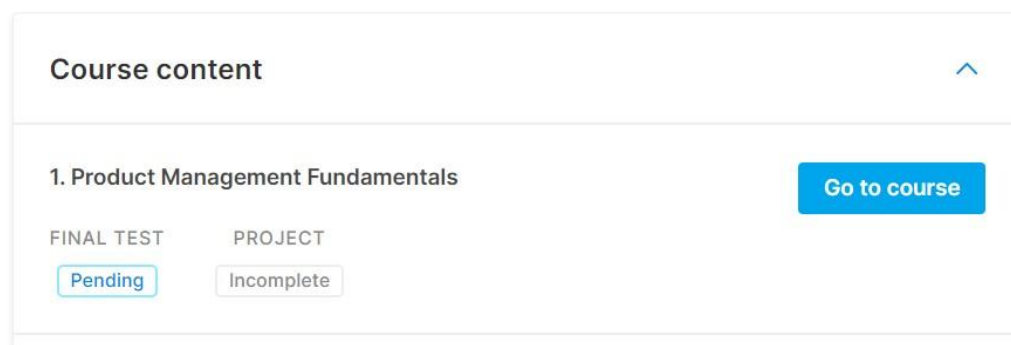 Course content
1. Product Management Fundamentals
Go to course
FINAL TEST PROJECT
Pending Incomplete